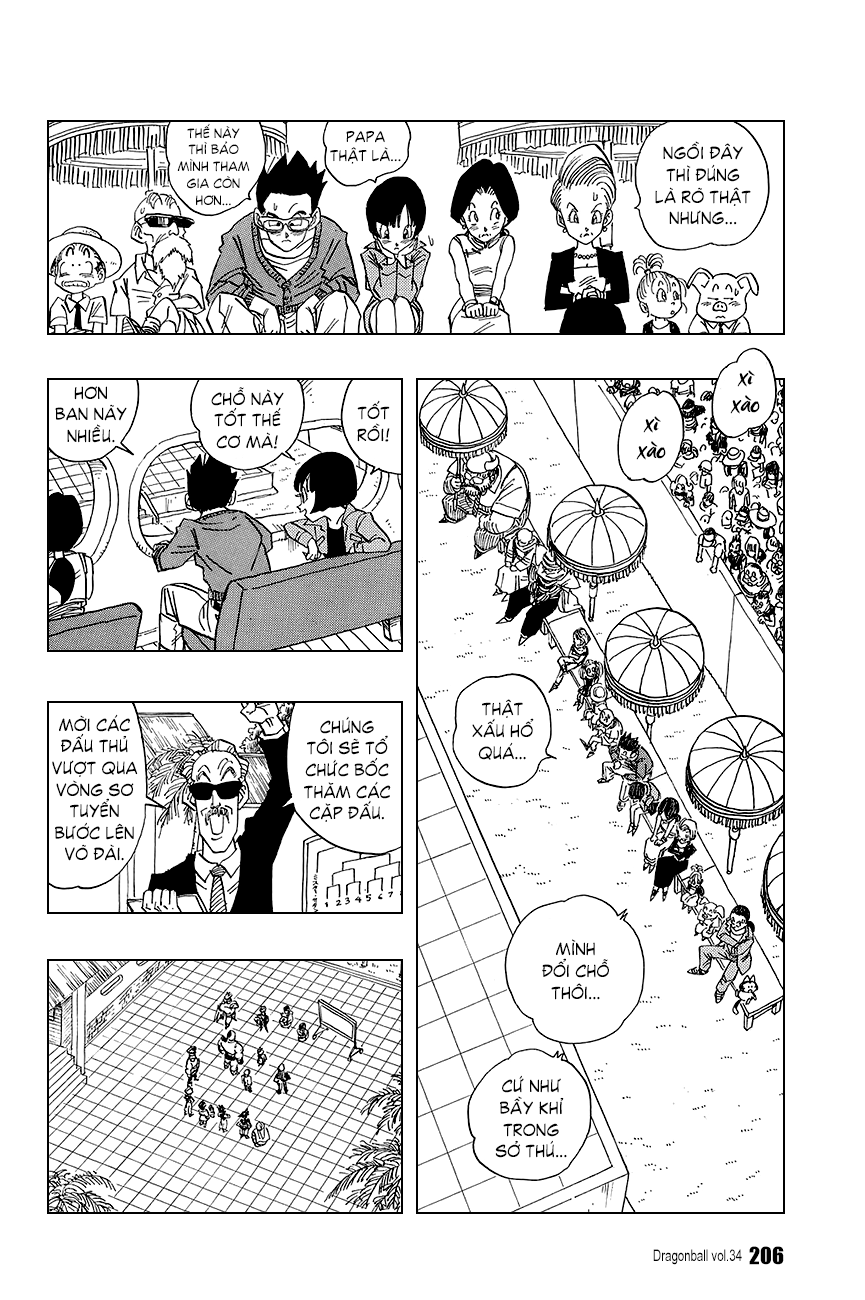 NGỒI ĐÂY
THÌ ĐÚNG
LÀ RÕ THẬT
NHƯNG...
PAPA
THẬT LÀ...
THẾ NÀY
THÌ BÁO
MÌNH THAM
GIA CÒN
HƠN...
XÌ
XÀO
XÌ
XÀO
THẬT
XẤU HỔ
QUÁ...
MÌNH
ĐỔI CHỖ
THÔI...
CỨ NHƯ
BẦY KHỈ
TRONG
SỞ THÚ...
TỐT
RỒI!
CHỖ NÀY
TỐT THẾ
CƠ MÀ!
HƠN
BAN NÃY
NHIỀU.
CHÚNG
TÔI SẼ TỔ
CHỨC BỐC
THĂM CÁC
CẶP ĐẤU.
MỜI CÁC
ĐẤU THỦ
VƯỢT QUA
VÒNG SƠ
TUYỂN
BƯỚC LÊN
VÕ ĐÀI.
1 2 3 4 5 6 7
Dragonball vol.34 206